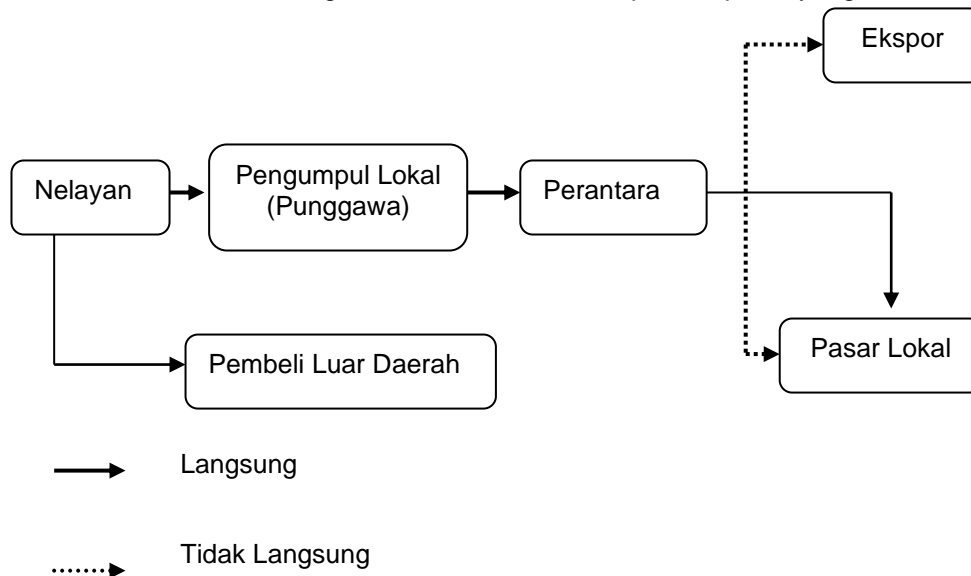 Ekspor
Nelayan
Pengumpul Lokal
(Punggawa)
Perantara
Pasar Lokal
Pembeli Luar Daerah
Langsung
Tidak Langsung